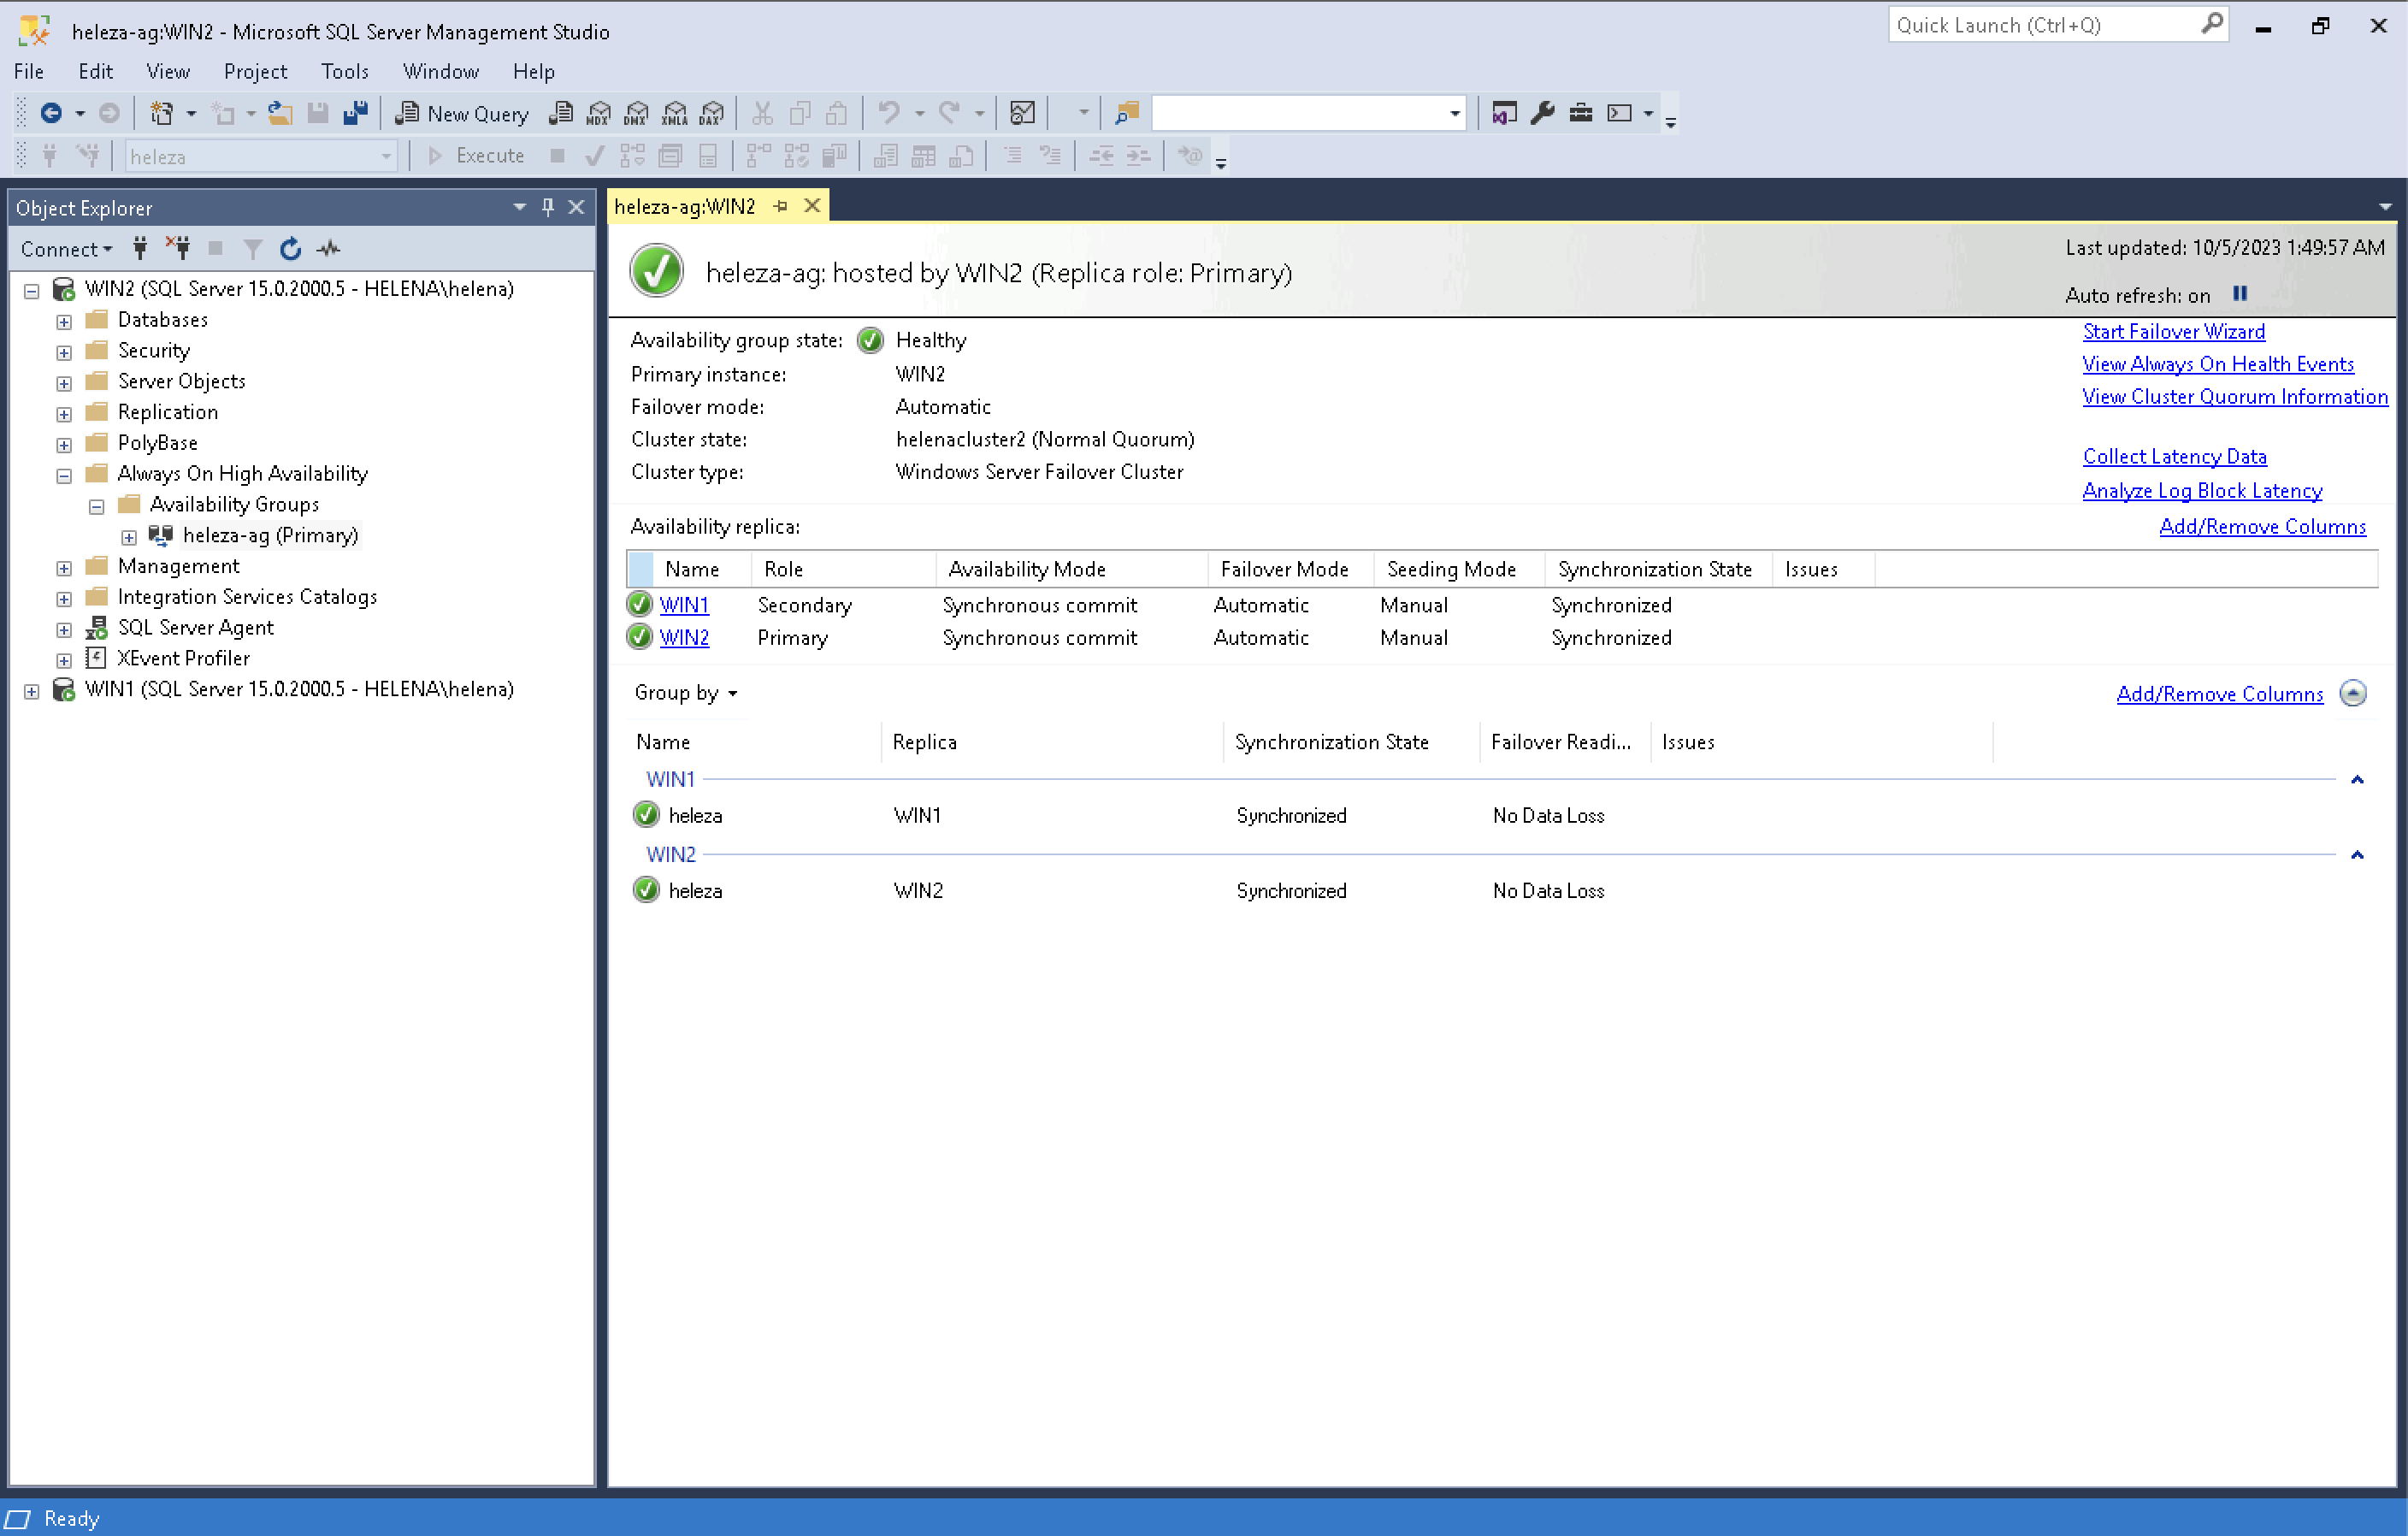 heleza-ag:WIN2 - Microsoft SQL Server Management Studio
Quick Launch (Ctrl+Q)
File Edit View Project Tools Window Help
New Query MDX DMX XMLA DAX
heleza Execute
Object Explorer
Connect
WIN2 (SQL Server 15.0.2000.5 - HELENA\helena)
Databases
Security
Server Objects
Replication
PolyBase
Always On High Availability
Availability Groups
heleza-ag (Primary)
Management
Integration Services Catalogs
SQL Server Agent
XEvent Profiler
WIN1 (SQL Server 15.0.2000.5 - HELENA\helena)
heleza-ag:WIN2
heleza-ag: hosted by WIN2 (Replica role: Primary)
Last updated: 10/5/2023 1:49:57 AM
Auto refresh: on
Availability group state: Healthy
Primary instance: WIN2
Failover mode: Automatic
Cluster state: helenacluster2 (Normal Quorum)
Cluster type: Windows Server Failover Cluster
Start Failover Wizard
View Always On Health Events
View Cluster Quorum Information
Collect Latency Data
Analyze Log Block Latency
Availability replica: Add/Remove Columns
Name Role Availability Mode Failover Mode Seeding Mode Synchronization State Issues
WIN1 Secondary Synchronous commit Automatic Manual Synchronized
WIN2 Primary Synchronous commit Automatic Manual Synchronized
Group by Add/Remove Columns
Name Replica Synchronization State Failover Readi... Issues
WIN1
heleza WIN1 Synchronized No Data Loss
WIN2
heleza WIN2 Synchronized No Data Loss
Ready